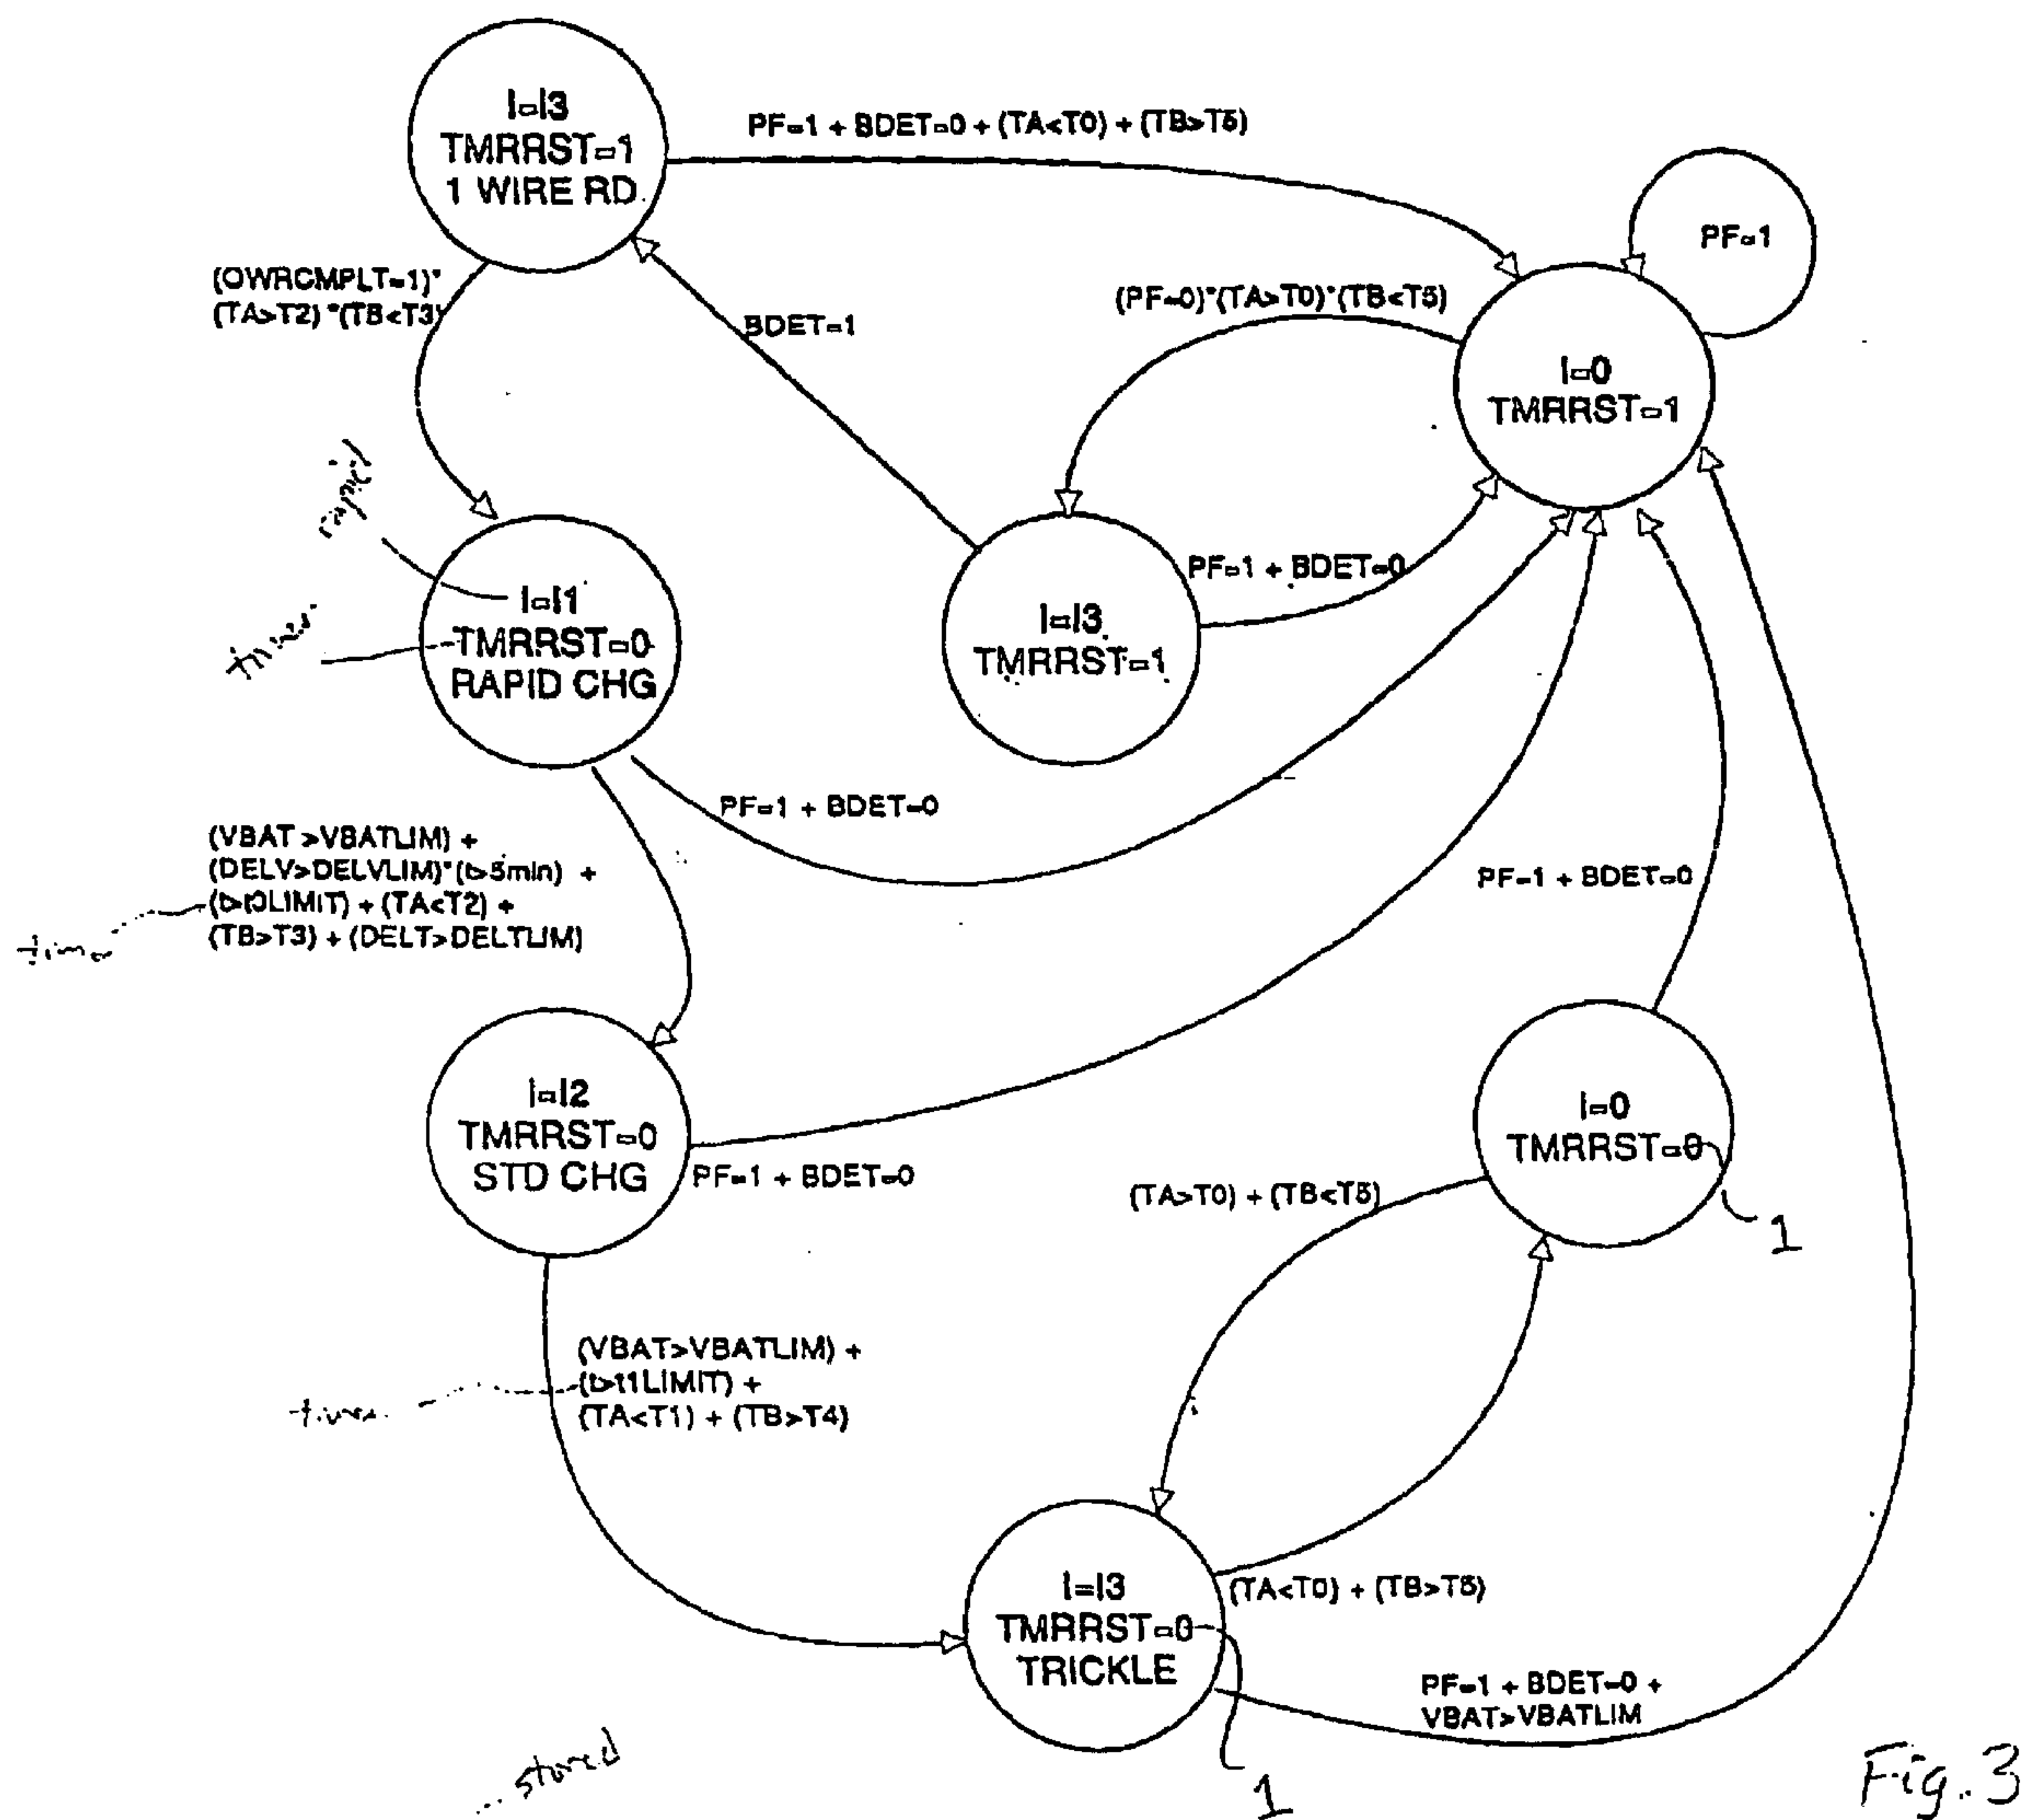 I=I3
TMRRST=1
1 WIRE RD
PF=1 + BDET=0 + (TA<T0) + (TB>T5)
PF=1
(OWRCMPLT=1)*
(TA>T2)*(TB<T3)
BDET=1
(PF=0)*(TA>T0)*(TB<T5)
I=0
TMRRST=1
rapid
I=I1
TMRRST=0
RAPID CHG
timer
I=I3
TMRRST=1
PF=1 + BDET=0
PF=1 + BDET=0
(VBAT>VBATLIM) +
(DELV>DELVLIM)*(t>5min) +
(t>t0LIMIT) + (TA<T2) +
(TB>T3) + (DELT>DELTLIM)
PF=1 + BDET=0
I=I2
TMRRST=0
STD CHG
PF=1 + BDET=0
I=0
TMRRST=0
1
(TA>T0) + (TB<T5)
(VBAT>VBATLIM) +
(t>t1LIMIT) +
(TA<T1) + (TB>T4)
timer
I=I3
TMRRST=0
TRICKLE
(TA<T0) + (TB>T5)
PF=1 + BDET=0 +
VBAT>VBATLIM
1
stored
Fig. 3